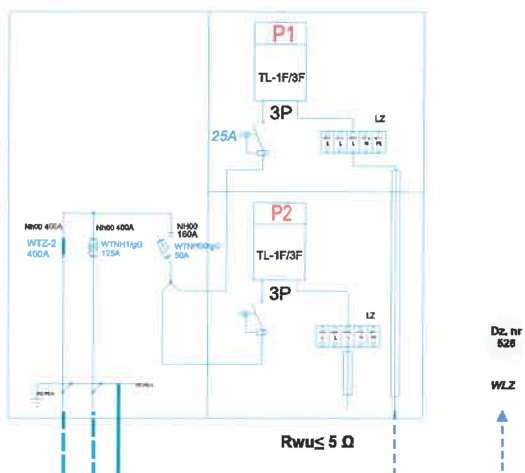 P1
TL-1F/3F
3P
25A
LZ
L L L N PE
P2
TL-1F/3F
3P
LZ
Nh00 400A
WTZ-2
400A
Nh00 400A
WTNH1/gG
125A
NH00
160A
50A
Dz, nr
526
WLZ
Rwu≤ 5 Ω